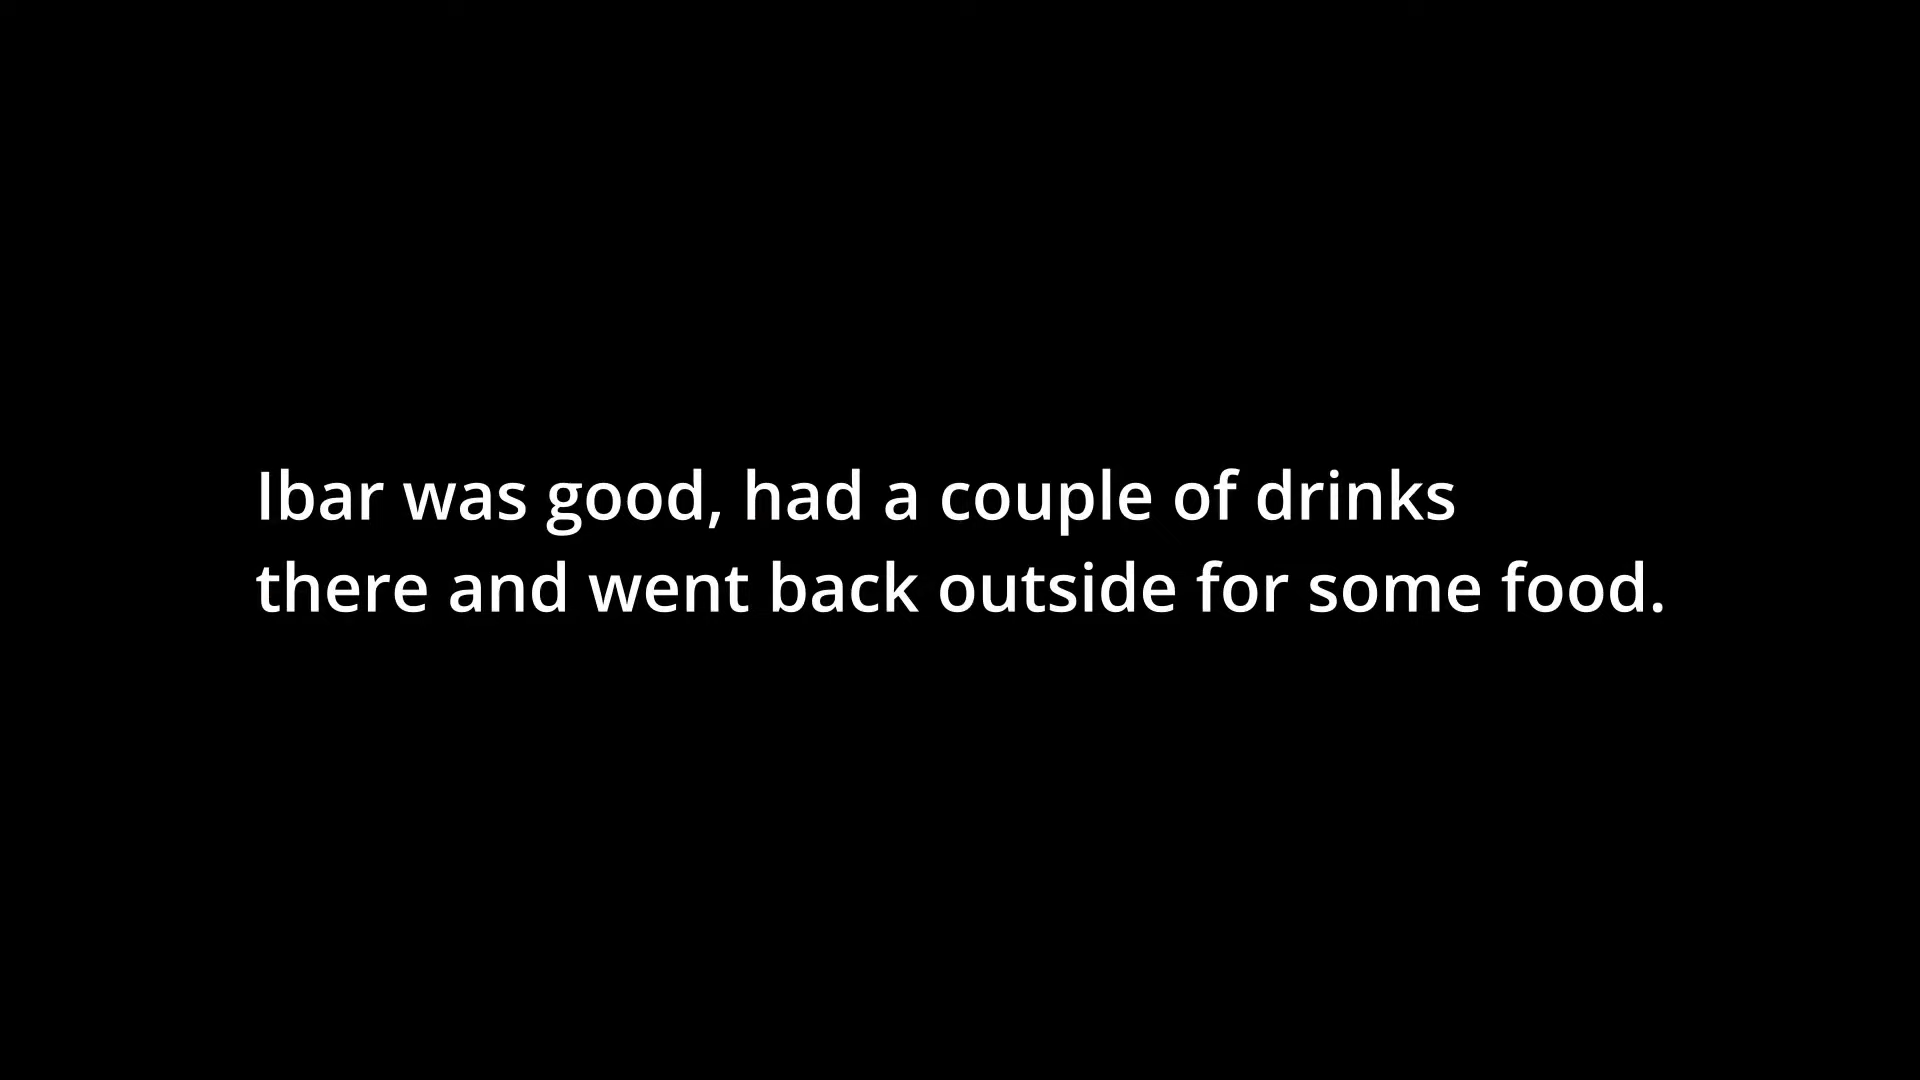 Ibar was good, had a couple of drinks
there and went back outside for some food.